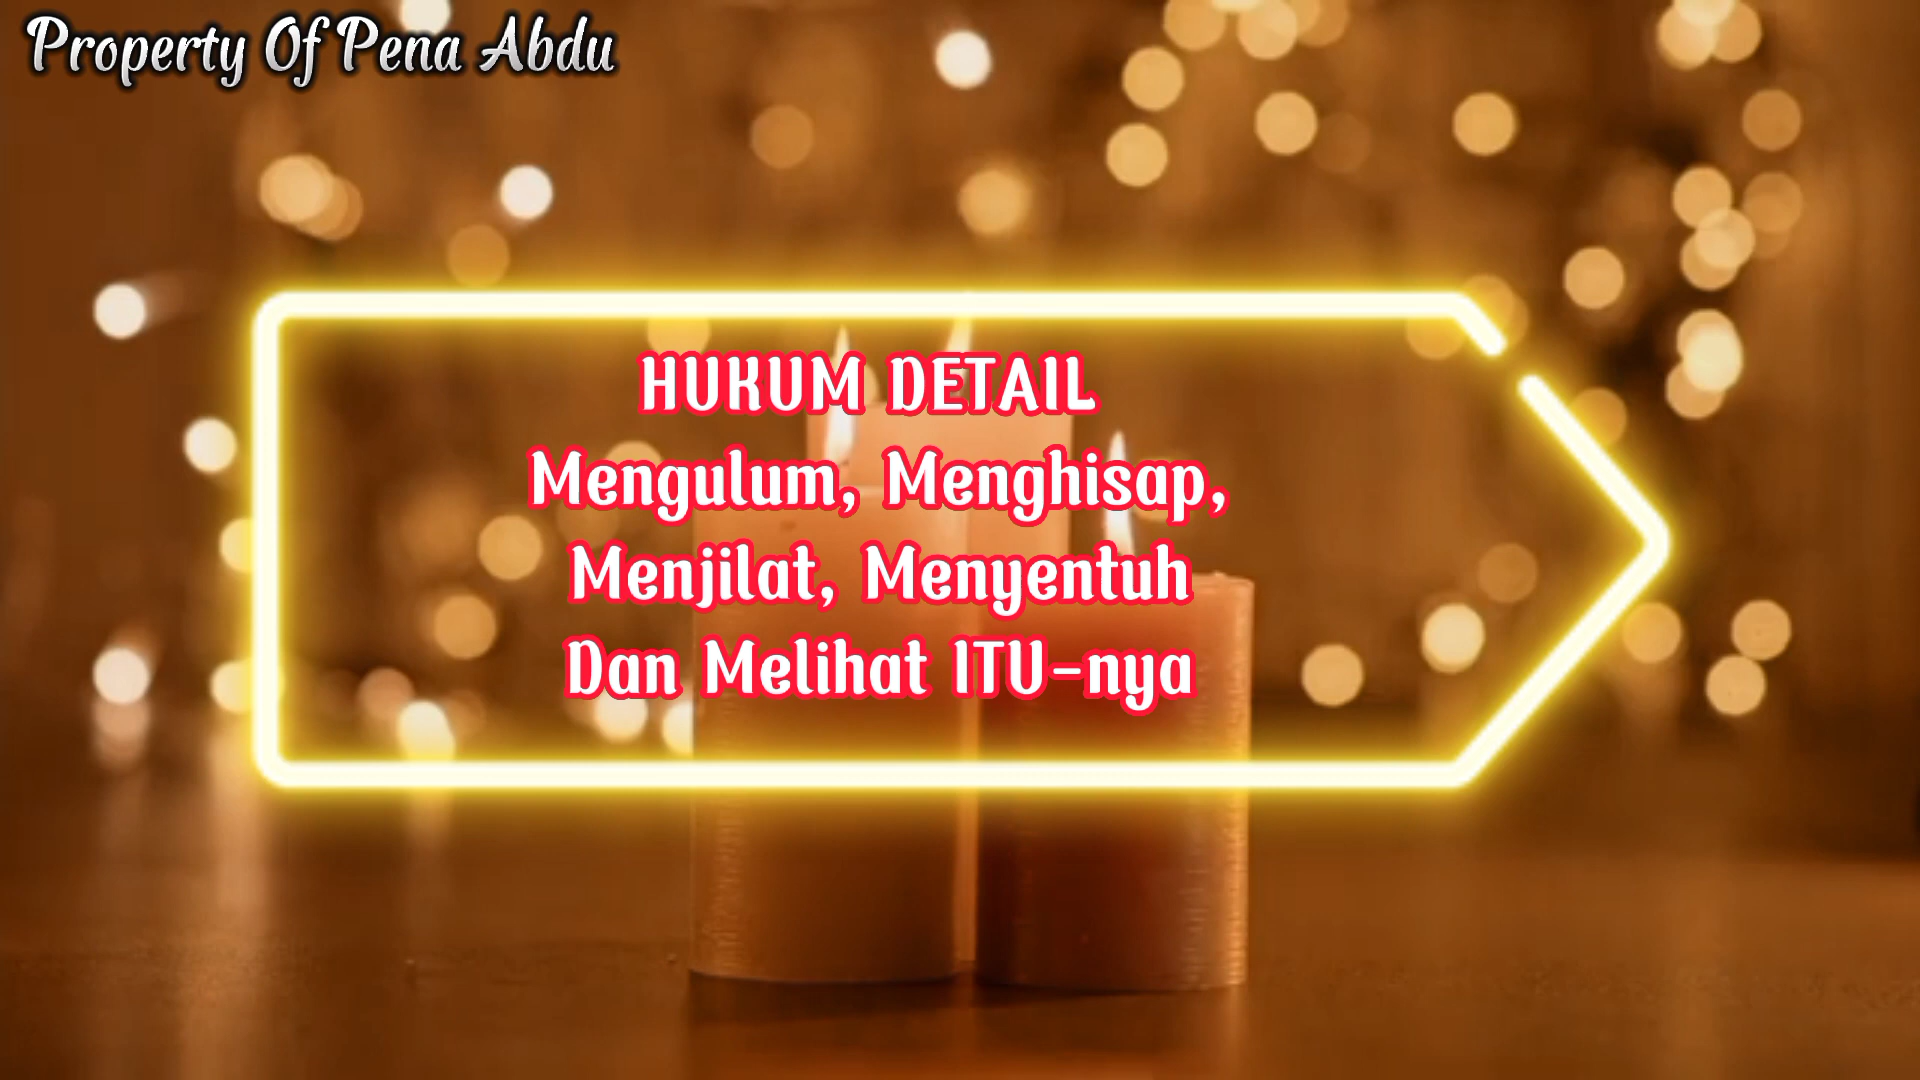 Property Of Pena Abdu
HUKUM DETAIL
Mengulum, Menghisap,
Menjilat, Menyentuh
Dan Melihat ITU-nya